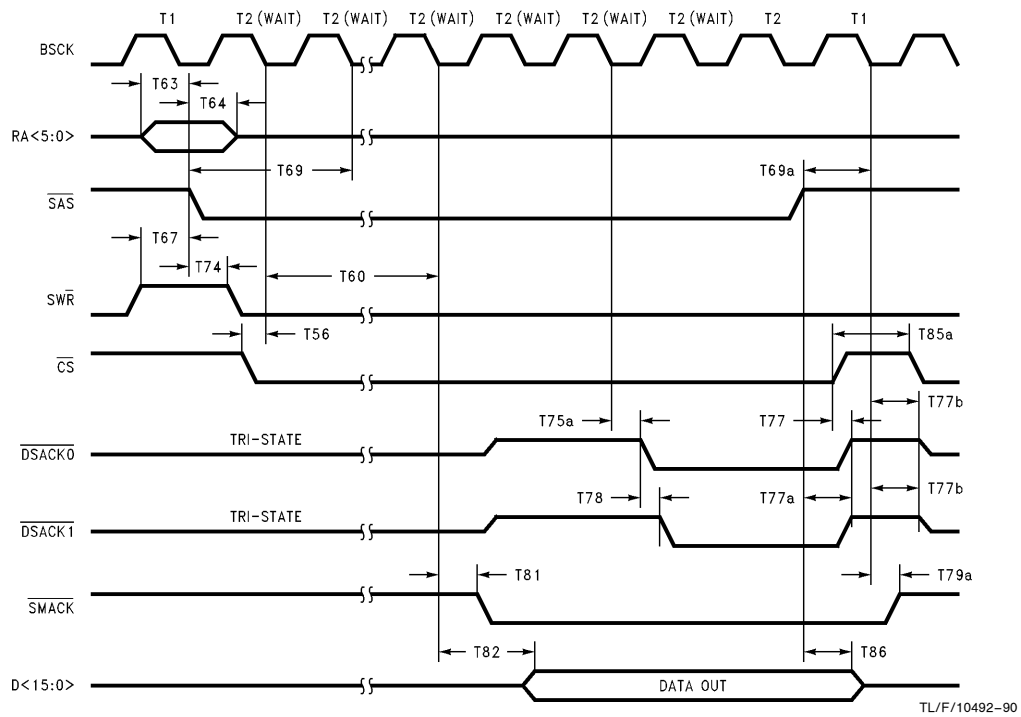 T1 T2 (WAIT) T2 (WAIT) T2 (WAIT) T2 (WAIT) T2 (WAIT) T2 (WAIT) T2 T1
BSCK
T63
T64
RA<5:0>
T69 T69a
SAS
T67
T74
T60
SWR
T56 T85a
CS
T77b
T75a T77
TRI-STATE
DSACK0
T77b
T78 T77a
TRI-STATE
DSACK1
T81 T79a
SMACK
T82 T86
D<15:0> DATA OUT
TL/F/10492-90